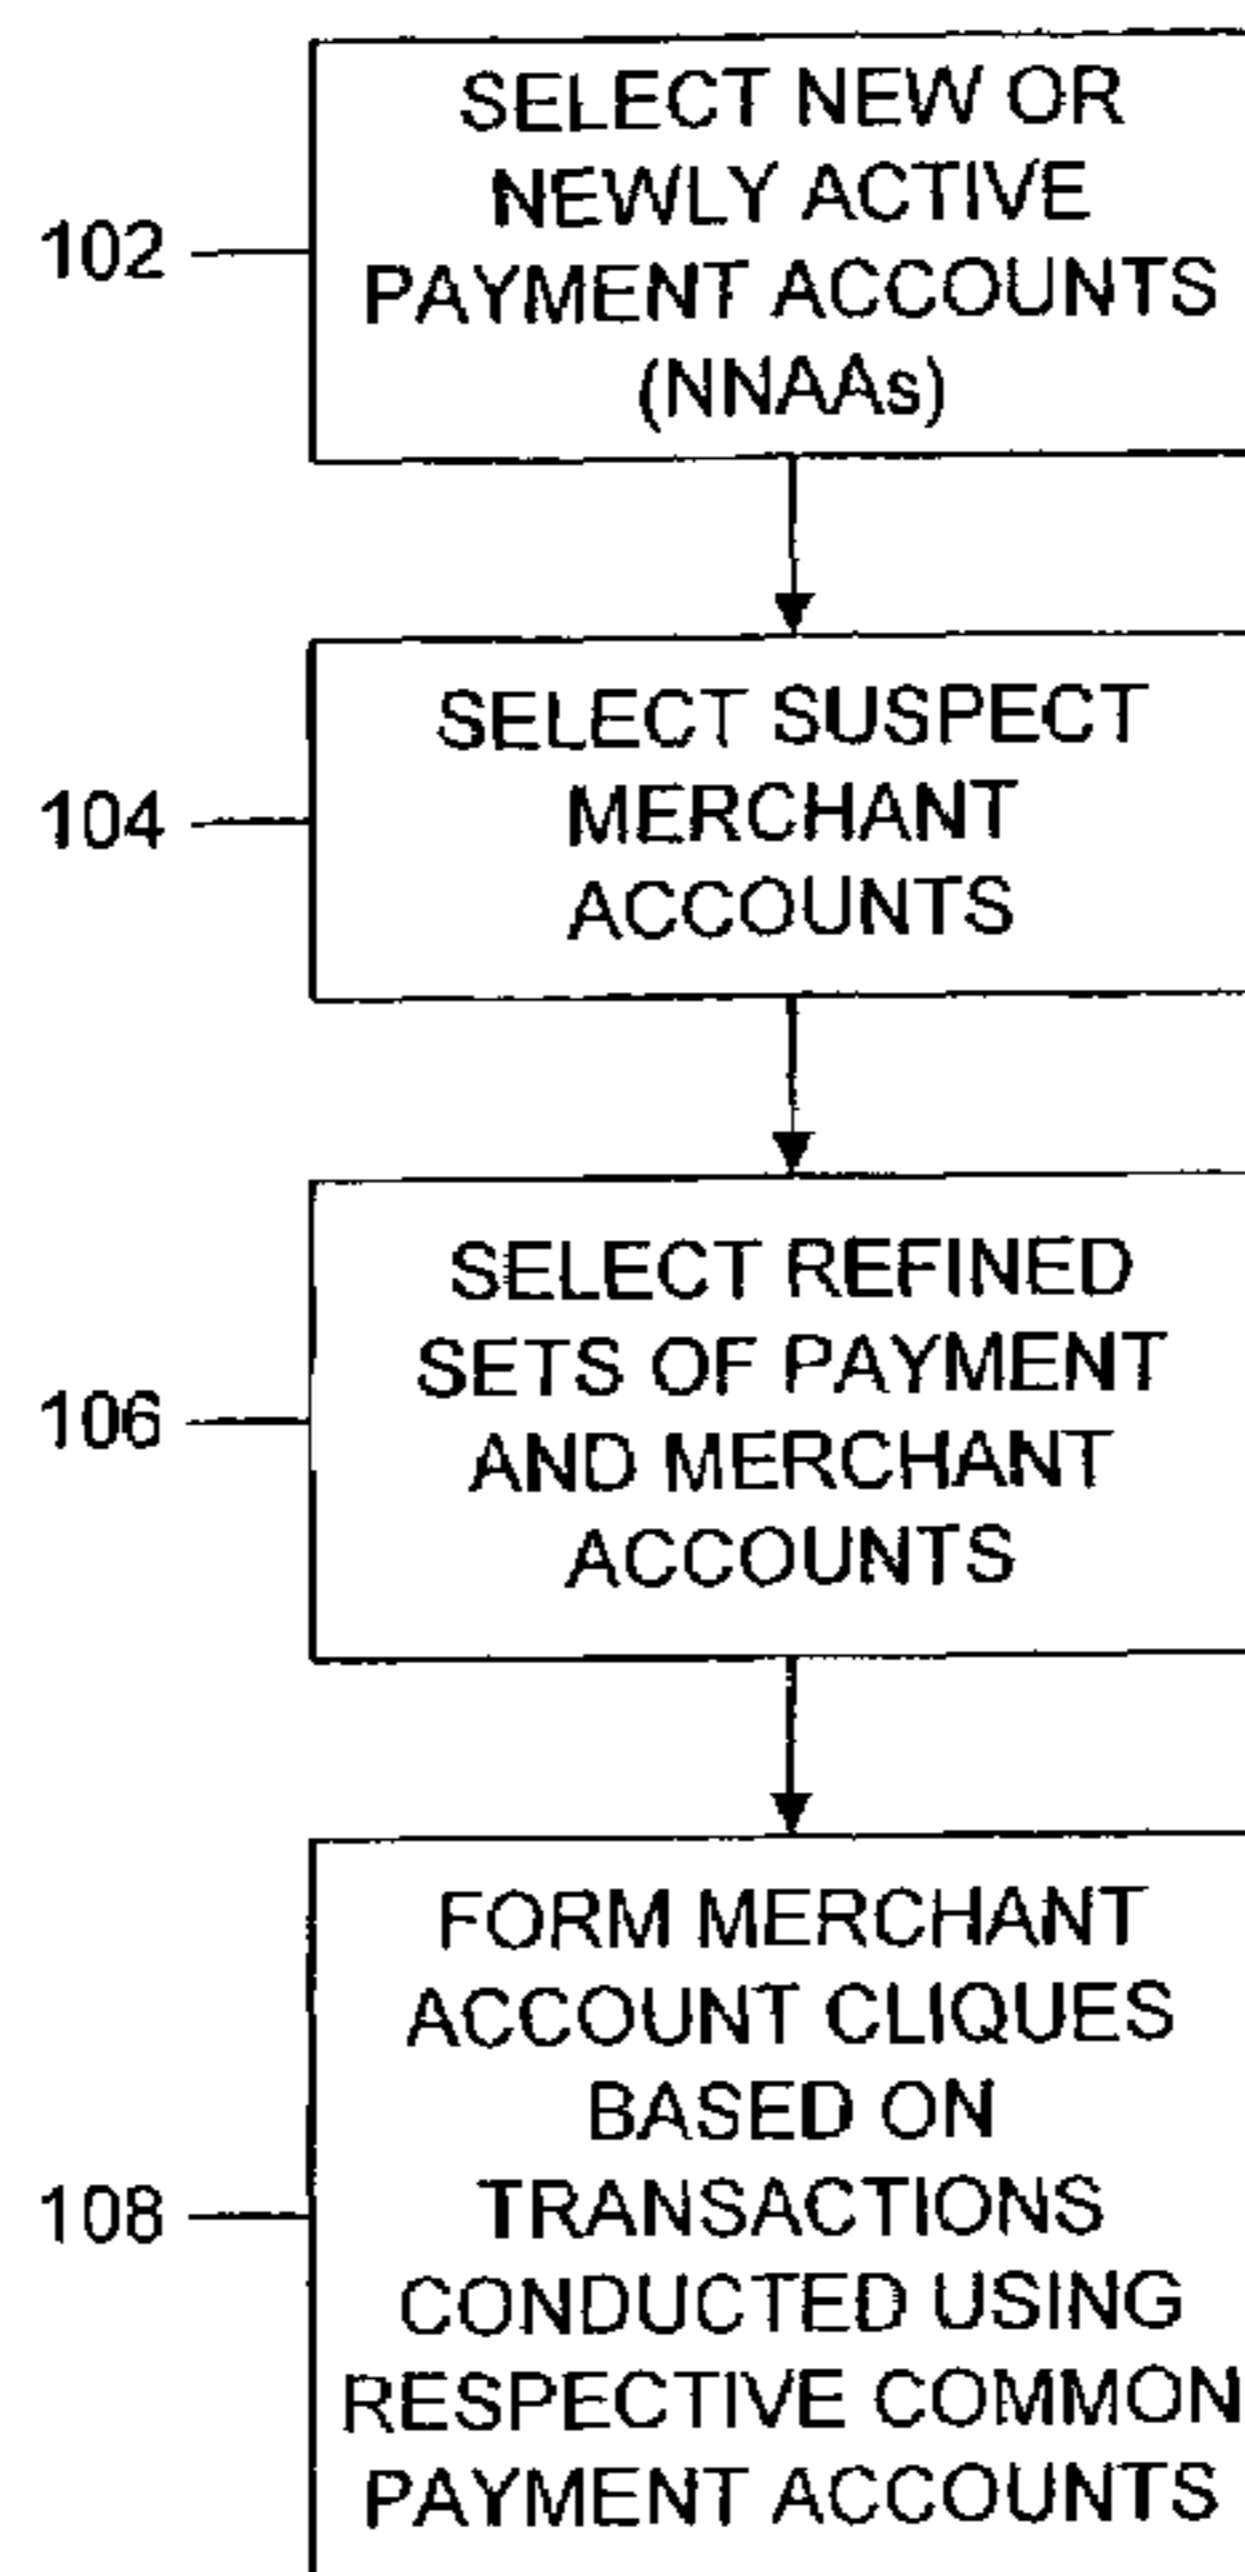 SELECT NEW OR
NEWLY ACTIVE
102
PAYMENT ACCOUNTS
(NNAAs)
SELECT SUSPECT
104
MERCHANT
ACCOUNTS
SELECT REFINED
SETS OF PAYMENT
106
AND MERCHANT
ACCOUNTS
FORM MERCHANT
ACCOUNT CLIQUES
BASED ON
108
TRANSACTIONS
CONDUCTED USING
RESPECTIVE COMMON
PAYMENT ACCOUNTS